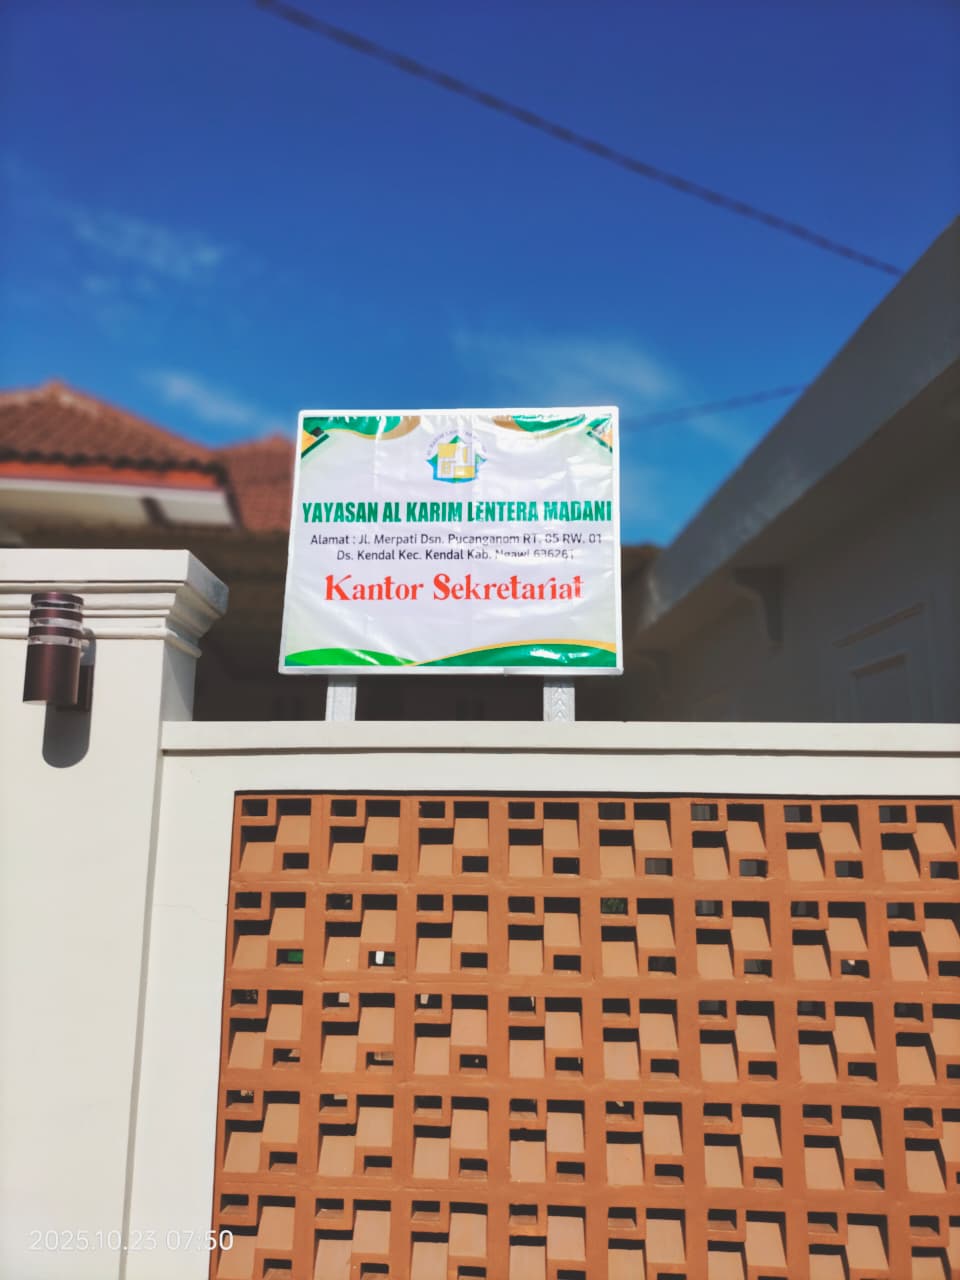 YAYASAN AL KARIM LENTERA MADANI
Alamat : Jl. Merpati Dsn. Pucanganom RT. 05 RW. 01
Ds. Kendal Kec. Kendal Kab. Ngawi
Kantor Sekretariat
2025.10.23 07:50